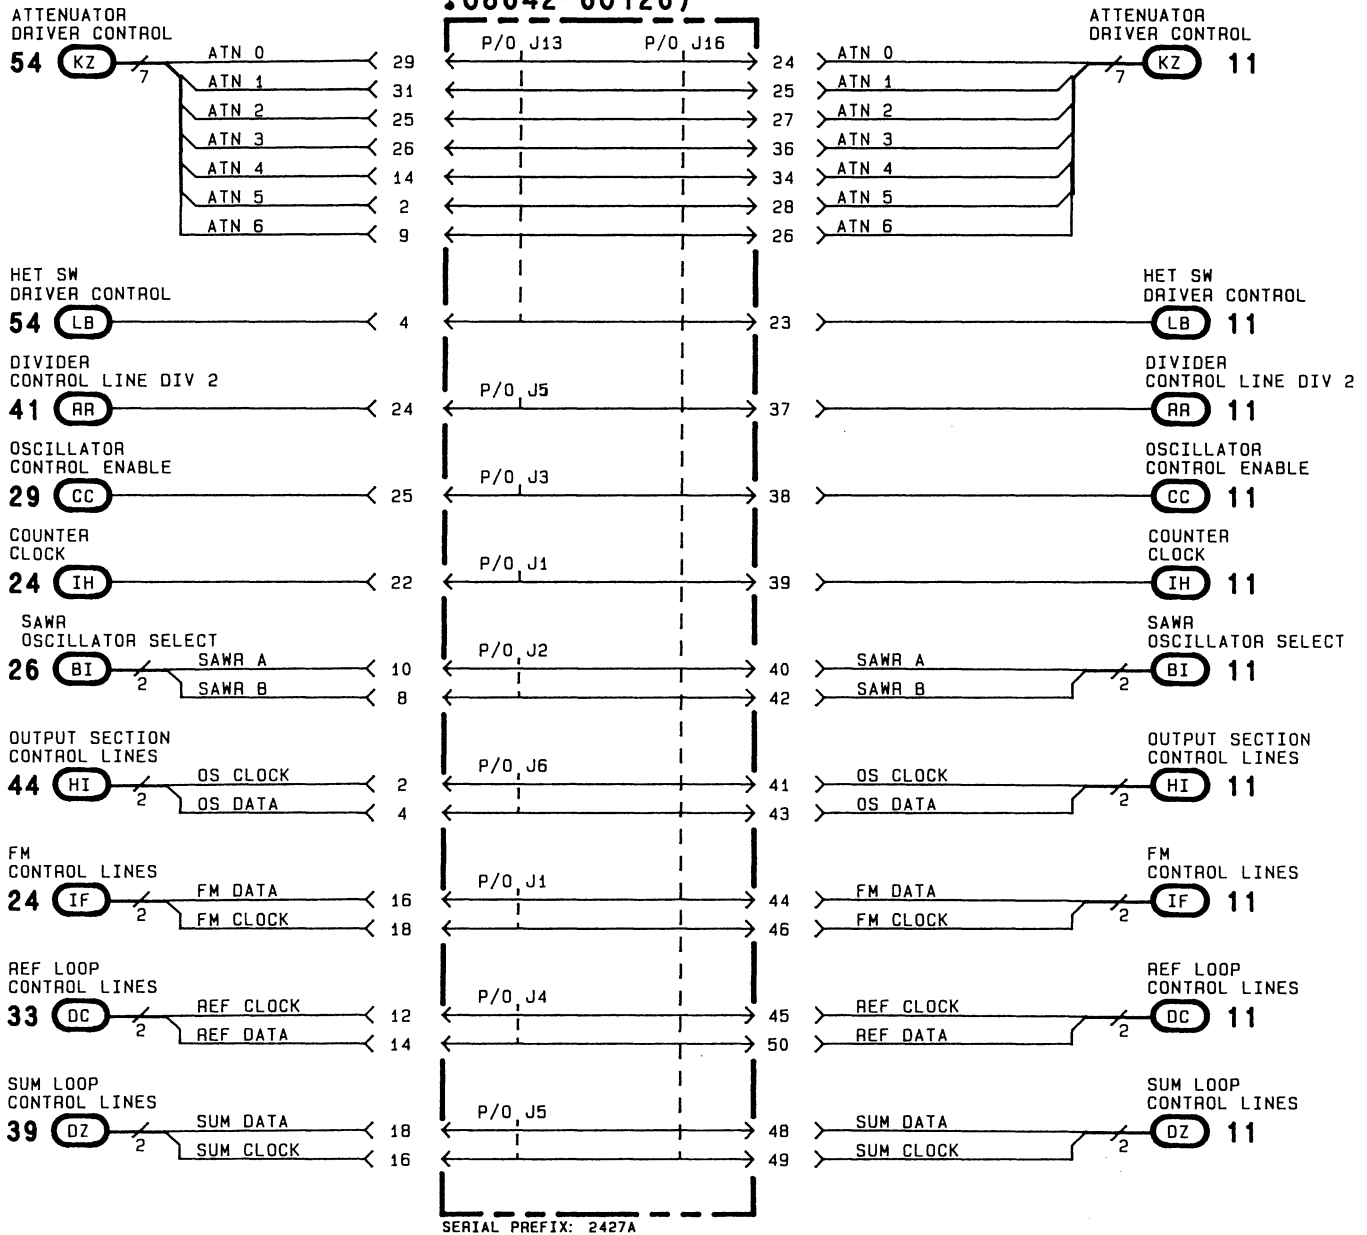 ATTENUATOR
DRIVER CONTROL
54 KZ 7 ATN 0 29 P/O J13 P/O J16 24 ATN 0 7 KZ 11
ATTENUATOR
DRIVER CONTROL
ATN 1 31 25 ATN 1
ATN 2 25 27 ATN 2
ATN 3 26 36 ATN 3
ATN 4 14 34 ATN 4
ATN 5 2 28 ATN 5
ATN 6 9 26 ATN 6
HET SW
DRIVER CONTROL
54 LB 4 23 LB 11
HET SW
DRIVER CONTROL
DIVIDER
CONTROL LINE DIV 2
41 AA 24 P/O J5 37 AA 11
DIVIDER
CONTROL LINE DIV 2
OSCILLATOR
CONTROL ENABLE
29 CC 25 P/O J3 38 CC 11
OSCILLATOR
CONTROL ENABLE
COUNTER
CLOCK
24 IH 22 P/O J1 39 IH 11
COUNTER
CLOCK
SAWR
OSCILLATOR SELECT
26 BI 2 SAWR A 10 P/O J2 40 SAWR A 2 BI 11
SAWR B 8 42 SAWR B
SAWR
OSCILLATOR SELECT
OUTPUT SECTION
CONTROL LINES
44 HI 2 OS CLOCK 2 P/O J6 41 OS CLOCK 2 HI 11
OS DATA 4 43 OS DATA
OUTPUT SECTION
CONTROL LINES
FM
CONTROL LINES
24 IF 2 FM DATA 16 P/O J1 44 FM DATA 2 IF 11
FM CLOCK 18 46 FM CLOCK
FM
CONTROL LINES
REF LOOP
CONTROL LINES
33 DC 2 REF CLOCK 12 P/O J4 45 REF CLOCK 2 DC 11
REF DATA 14 50 REF DATA
REF LOOP
CONTROL LINES
SUM LOOP
CONTROL LINES
39 DZ 2 SUM DATA 18 P/O J5 48 SUM DATA 2 DZ 11
SUM CLOCK 16 49 SUM CLOCK
SUM LOOP
CONTROL LINES
SERIAL PREFIX: 2427A